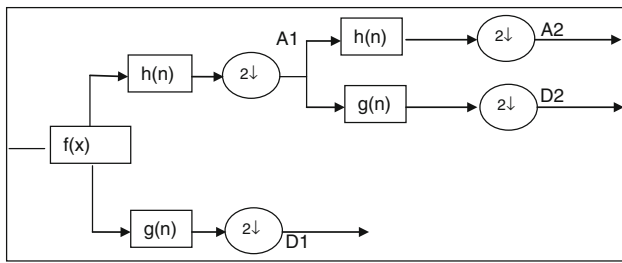 A1
h(n)
2↓
A2
h(n)
2↓
g(n)
2↓
D2
f(x)
g(n)
2↓
D1